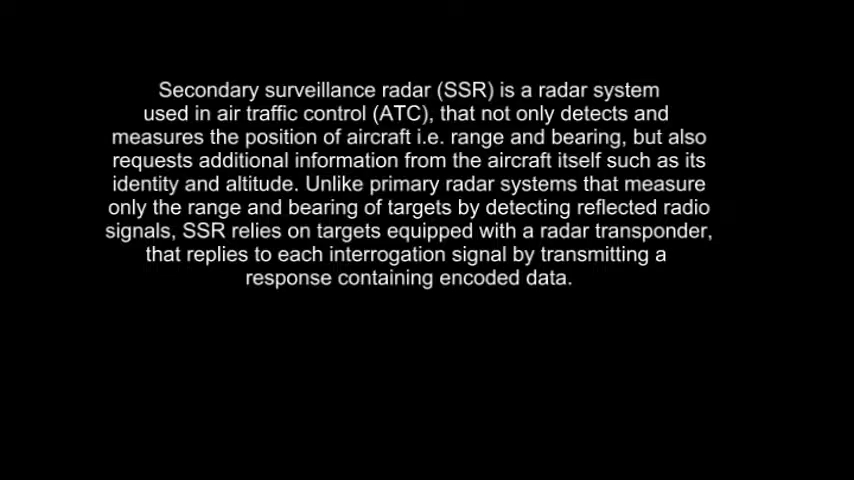 Secondary surveillance radar (SSR) is a radar system
used in air traffic control (ATC), that not only detects and
measures the position of aircraft i.e. range and bearing, but also
requests additional information from the aircraft itself such as its
identity and altitude. Unlike primary radar systems that measure
only the range and bearing of targets by detecting reflected radio
signals, SSR relies on targets equipped with a radar transponder,
that replies to each interrogation signal by transmitting a
response containing encoded data.